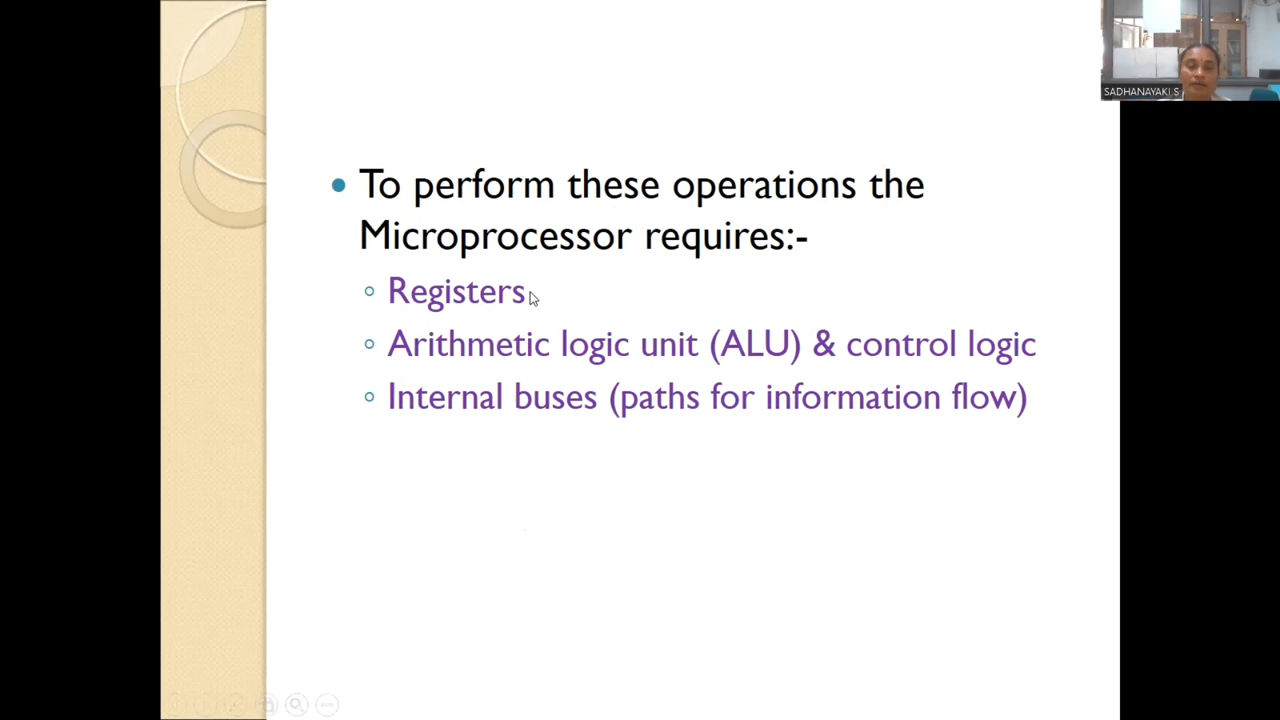 SADHANAYAKI.S
• To perform these operations the
Microprocessor requires:-
◦ Registers
◦ Arithmetic logic unit (ALU) & control logic
◦ Internal buses (paths for information flow)